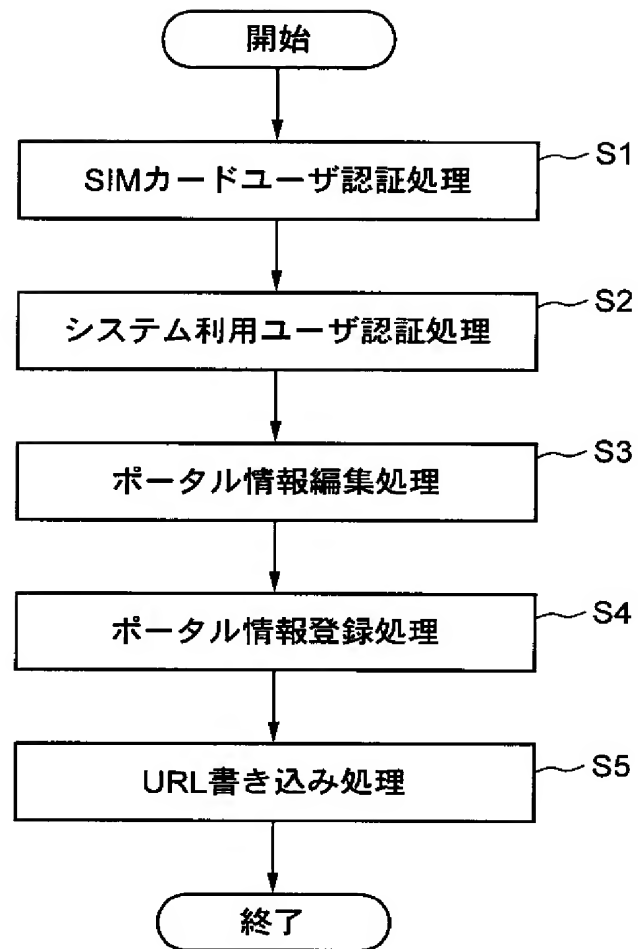 開始
SIMカードユーザ認証処理
S1
システム利用ユーザ認証処理
S2
ポータル情報編集処理
S3
ポータル情報登録処理
S4
URL書き込み処理
S5
終了